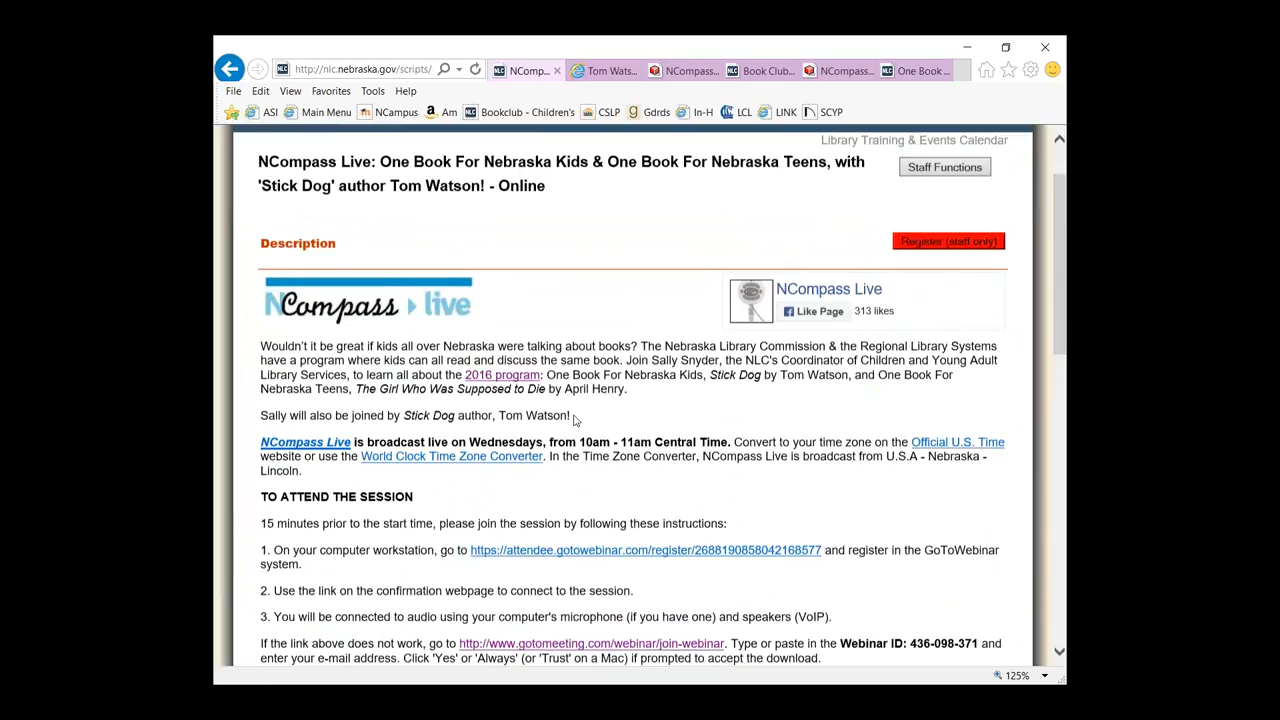 http://nlc.nebraska.gov/scripts/ NComp... Tom Wats... NCompass... Book Club... NCompass... One Book ...
File Edit View Favorites Tools Help
ASI Main Menu NCampus Am Bookclub - Children's CSLP Gdrds In-H LCL LINK SCYP
Library Training & Events Calendar
NCompass Live: One Book For Nebraska Kids & One Book For Nebraska Teens, with
'Stick Dog' author Tom Watson! - Online
Staff Functions
Description
Register (staff only)
NCompass live
NCompass Live
Like Page 313 likes
Wouldn't it be great if kids all over Nebraska were talking about books? The Nebraska Library Commission & the Regional Library Systems
have a program where kids can all read and discuss the same book. Join Sally Snyder, the NLC's Coordinator of Children and Young Adult
Library Services, to learn all about the 2016 program: One Book For Nebraska Kids, Stick Dog by Tom Watson, and One Book For
Nebraska Teens, The Girl Who Was Supposed to Die by April Henry.
Sally will also be joined by Stick Dog author, Tom Watson!
NCompass Live is broadcast live on Wednesdays, from 10am - 11am Central Time. Convert to your time zone on the Official U.S. Time
website or use the World Clock Time Zone Converter. In the Time Zone Converter, NCompass Live is broadcast from U.S.A - Nebraska -
Lincoln.
TO ATTEND THE SESSION
15 minutes prior to the start time, please join the session by following these instructions:
1. On your computer workstation, go to https://attendee.gotowebinar.com/register/2688190858042168577 and register in the GoToWebinar
system.
2. Use the link on the confirmation webpage to connect to the session.
3. You will be connected to audio using your computer's microphone (if you have one) and speakers (VoIP).
If the link above does not work, go to http://www.gotomeeting.com/webinar/join-webinar. Type or paste in the Webinar ID: 436-098-371 and
enter your e-mail address. Click 'Yes' or 'Always' (or 'Trust' on a Mac) if prompted to accept the download.
125%